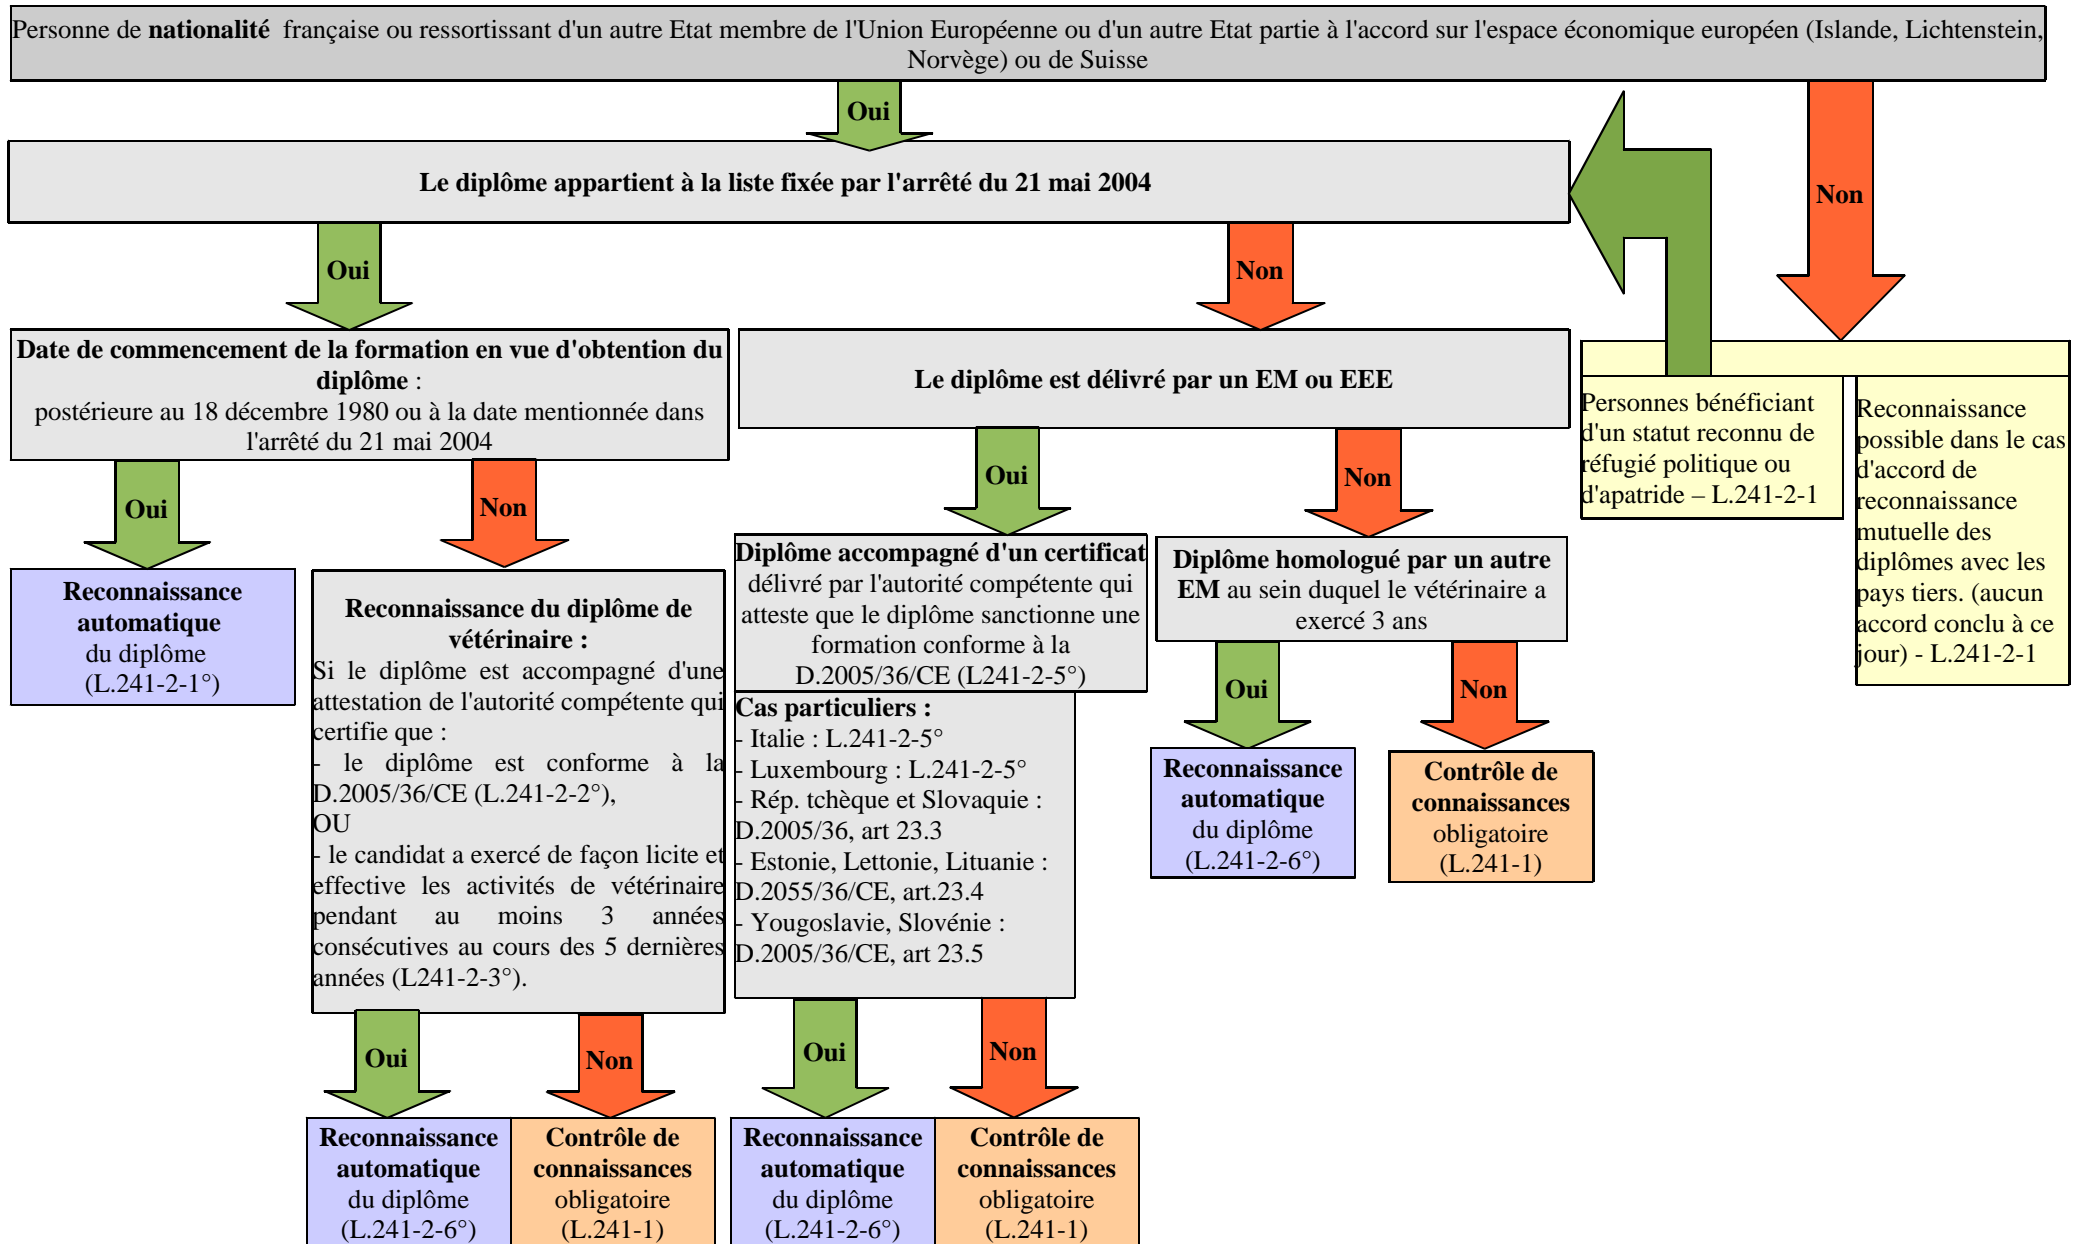 Personne de nationalité française ou ressortissant d'un autre Etat membre de l'Union Européenne ou d'un autre Etat partie à l'accord sur l'espace économique européen (Islande, Lichtenstein,
Norvège) ou de Suisse
Oui
Non
Le diplôme appartient à la liste fixée par l'arrêté du 21 mai 2004
Oui
Non
Date de commencement de la formation en vue d'obtention du
diplôme :
postérieure au 18 décembre 1980 ou à la date mentionnée dans
l'arrêté du 21 mai 2004
Le diplôme est délivré par un EM ou EEE
Personnes bénéficiant
d'un statut reconnu de
réfugié politique ou
d'apatride – L.241-2-1
Reconnaissance
possible dans le cas
d'accord de
reconnaissance
mutuelle des
diplômes avec les
pays tiers. (aucun
accord conclu à ce
jour) - L.241-2-1
Oui
Non
Oui
Non
Reconnaissance
automatique
du diplôme
(L.241-2-1°)
Reconnaissance du diplôme de
vétérinaire :
Si le diplôme est accompagné d'une
attestation de l'autorité compétente qui
certifie que :
- le diplôme est conforme à la
D.2005/36/CE (L.241-2-2°),
OU
- le candidat a exercé de façon licite et
effective les activités de vétérinaire
pendant au moins 3 années
consécutives au cours des 5 dernières
années (L241-2-3°).
Diplôme accompagné d'un certificat
délivré par l'autorité compétente qui
atteste que le diplôme sanctionne une
formation conforme à la
D.2005/36/CE (L241-2-5°)
Cas particuliers :
- Italie : L.241-2-5°
- Luxembourg : L.241-2-5°
- Rép. tchèque et Slovaquie :
D.2005/36, art 23.3
- Estonie, Lettonie, Lituanie :
D.2055/36/CE, art.23.4
- Yougoslavie, Slovénie :
D.2005/36/CE, art 23.5
Diplôme homologué par un autre
EM au sein duquel le vétérinaire a
exercé 3 ans
Oui
Non
Reconnaissance
automatique
du diplôme
(L.241-2-6°)
Contrôle de
connaissances
obligatoire
(L.241-1)
Oui
Non
Oui
Non
Reconnaissance
automatique
du diplôme
(L.241-2-6°)
Contrôle de
connaissances
obligatoire
(L.241-1)
Reconnaissance
automatique
du diplôme
(L.241-2-6°)
Contrôle de
connaissances
obligatoire
(L.241-1)